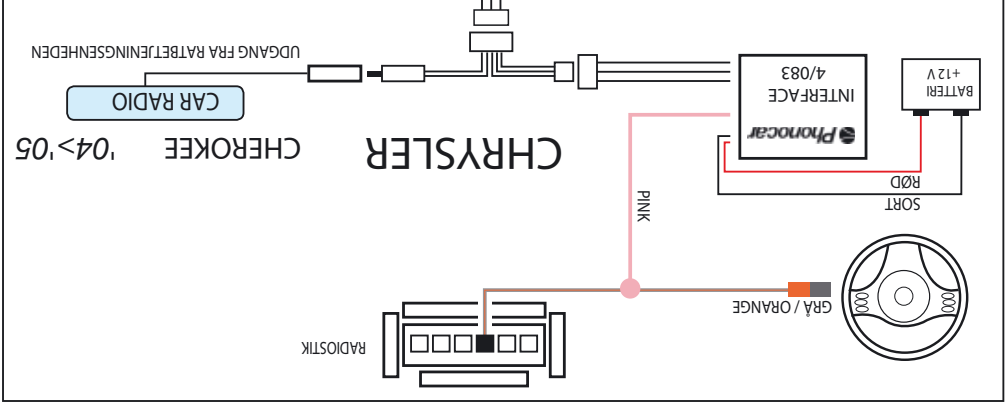 GRÅ / ORANGE
RADIOSTIK
PINK
SORT
RØD
BATTERI
+12 V
Phonocar
INTERFACE
4/083
CHRYSLER
CHEROKEE '04>'05
CAR RADIO
UDGANG FRA RATBETJENINGSENHEDEN